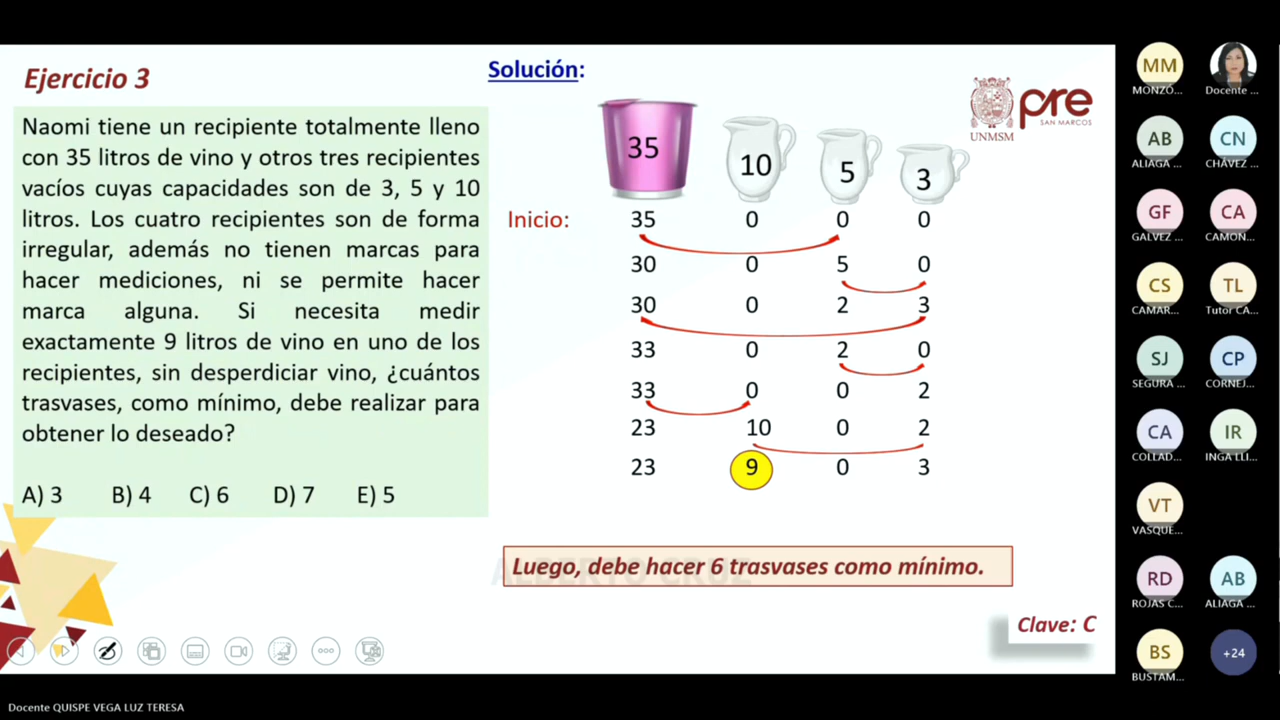 Ejercicio 3
Naomi tiene un recipiente totalmente lleno
con 35 litros de vino y otros tres recipientes
vacíos cuyas capacidades son de 3, 5 y 10
litros. Los cuatro recipientes son de forma
irregular, además no tienen marcas para
hacer mediciones, ni se permite hacer
marca alguna. Si necesita medir
exactamente 9 litros de vino en uno de los
recipientes, sin desperdiciar vino, ¿cuántos
trasvases, como mínimo, debe realizar para
obtener lo deseado?
A) 3 B) 4 C) 6 D) 7 E) 5
Solución:
UNMSM
pre
SAN MARCOS
35 10 5 3
Inicio: 35 0 0 0
30 0 5 0
30 0 2 3
33 0 2 0
33 0 0 2
23 10 0 2
23 9 0 3
ALBERTO CRUZ
Luego, debe hacer 6 trasvases como mínimo.
Clave: C
MM
MONZÓ...
Docente ...
AB
ALIAGA ...
CN
CHÁVEZ ...
GF
GALVEZ ...
CA
CAMON...
CS
CAMAR...
TL
Tutor CA...
SJ
SEGURA ...
CP
CORNEJ...
CA
COLLAD...
IR
INGA LLI...
VT
VASQUE...
RD
ROJAS C...
AB
ALIAGA ...
BS
BUSTAM...
+24
Docente QUISPE VEGA LUZ TERESA